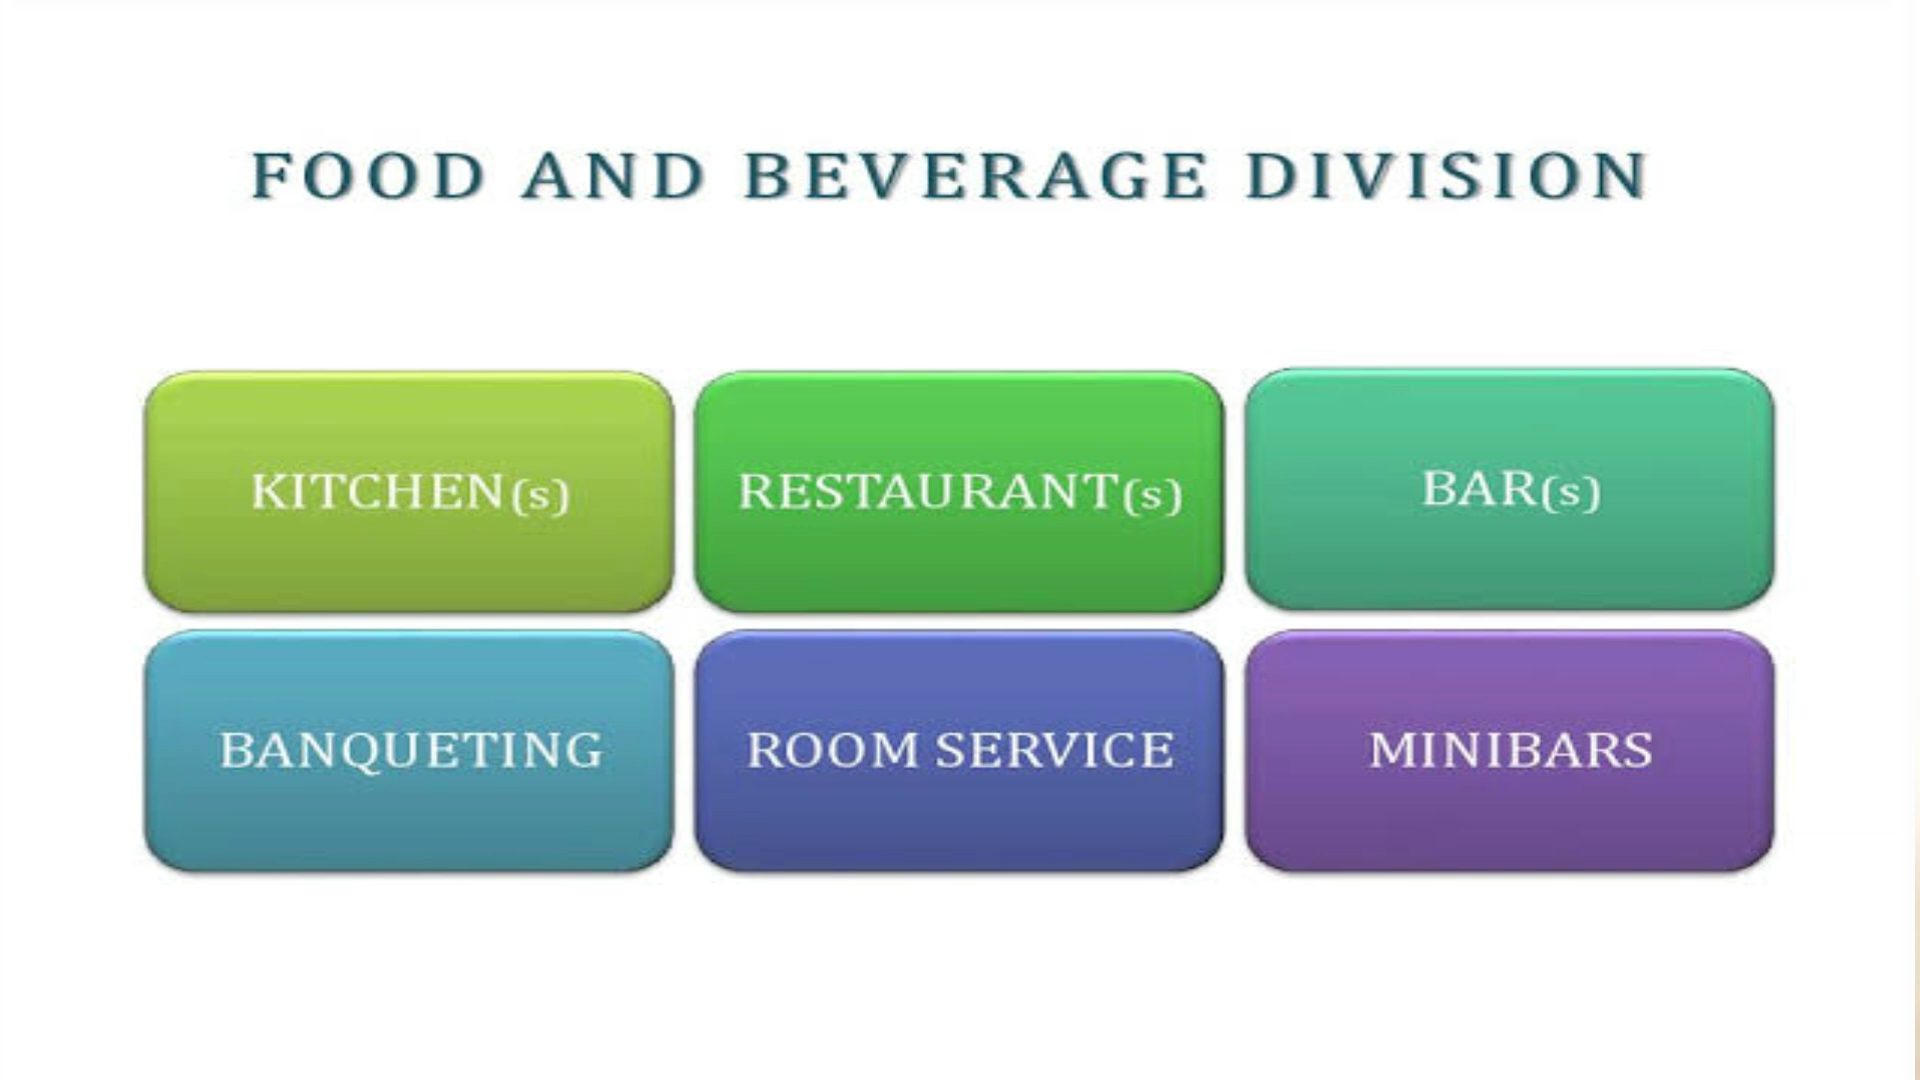 FOOD AND BEVERAGE DIVISION
KITCHEN(s)
RESTAURANT(s)
BAR(s)
BANQUETING
ROOM SERVICE
MINIBARS